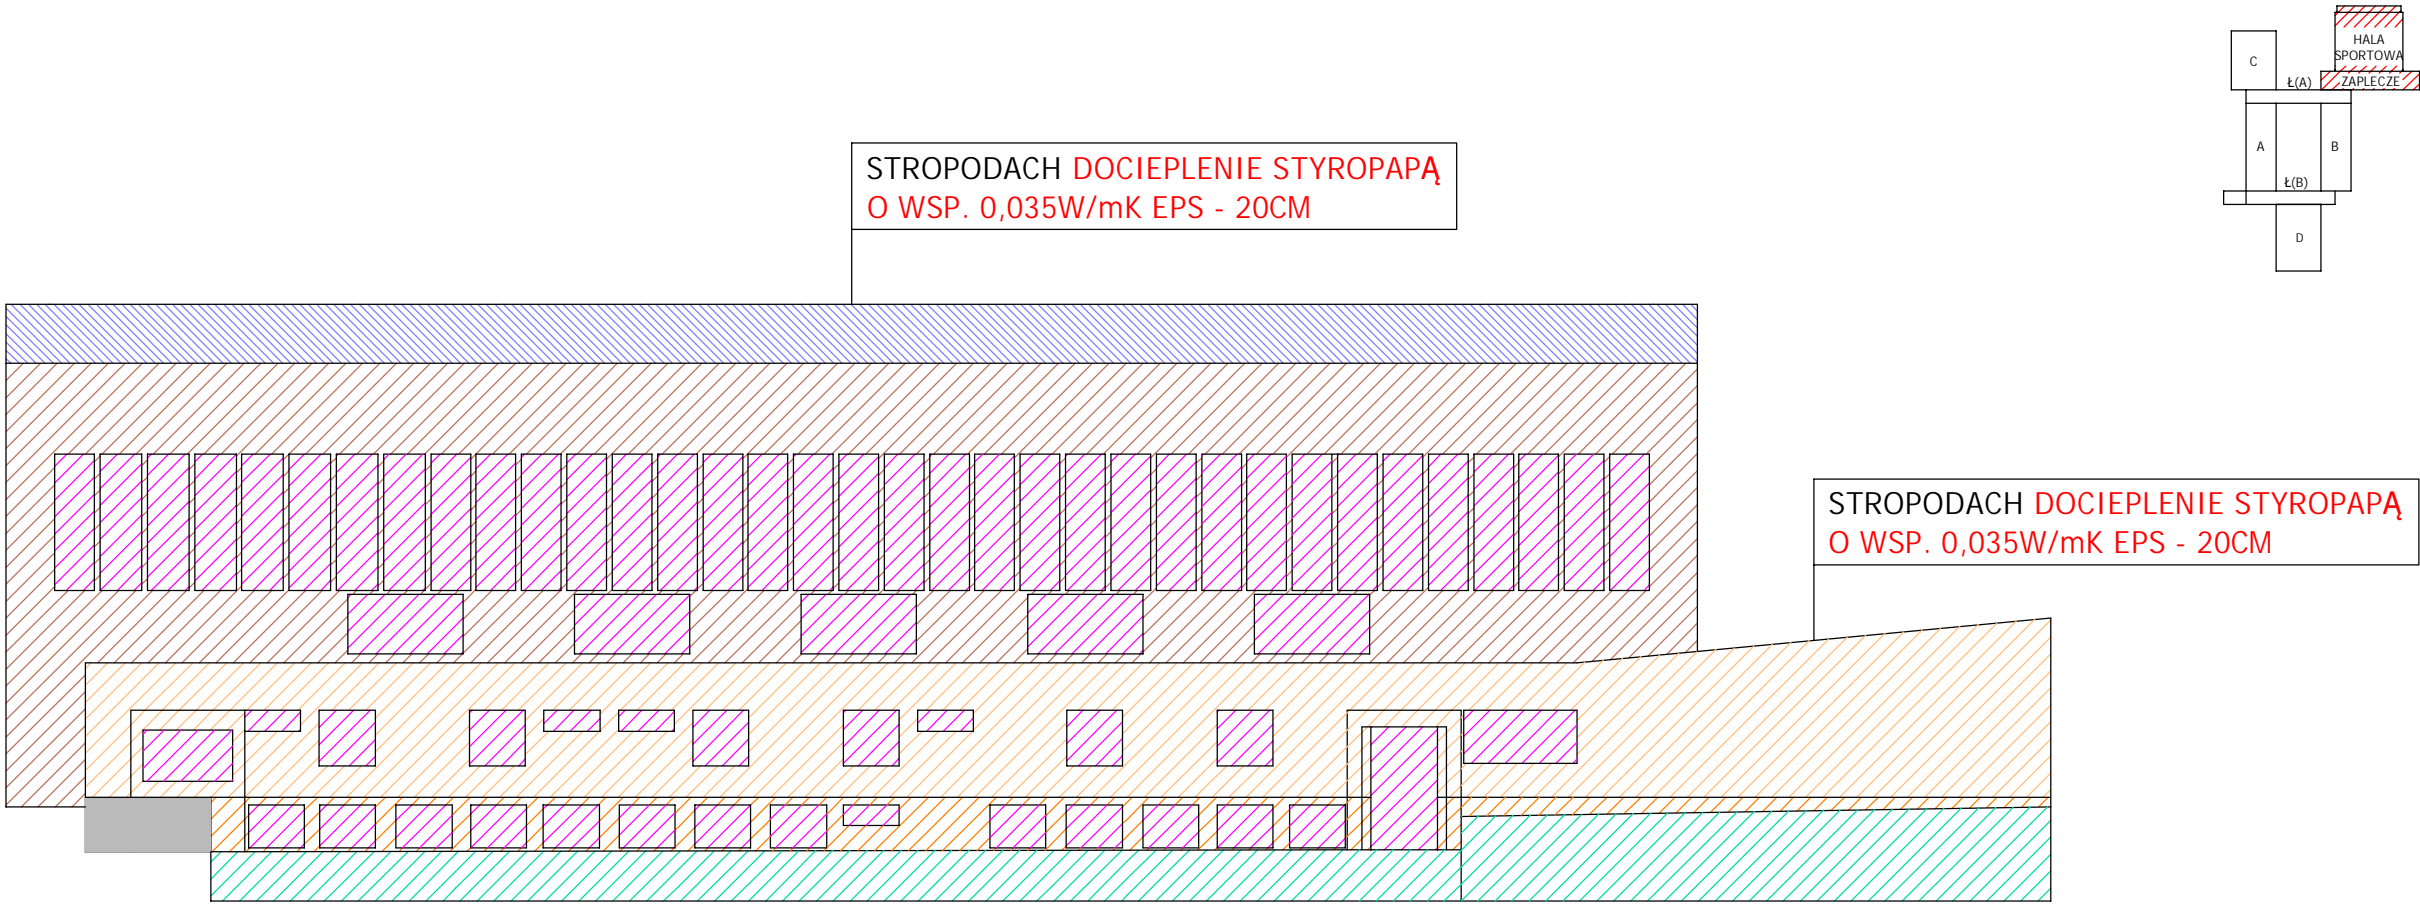 HALA
SPORTOWA
C
Ł(A)
ZAPLECZE
A
B
Ł(B)
D
STROPODACH DOCIEPLENIE STYROPAPĄ
O WSP. 0,035W/mK EPS - 20CM
STROPODACH DOCIEPLENIE STYROPAPĄ
O WSP. 0,035W/mK EPS - 20CM